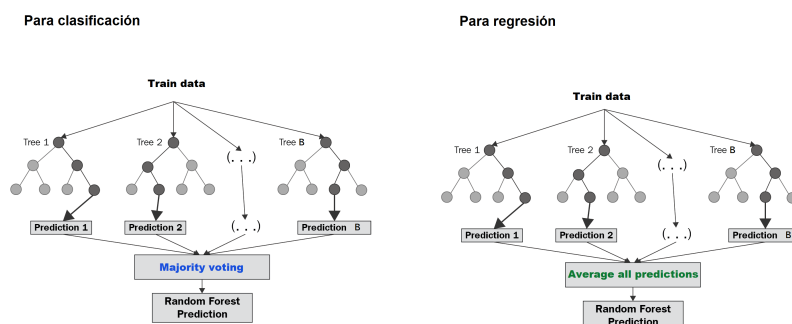 Para clasificación
Train data
Tree 1
Tree 2
Tree B
(...)
(...)
Prediction 1
Prediction 2
Prediction B
Majority voting
Random Forest
Prediction
Para regresión
Train data
Tree 1
Tree 2
Tree B
(...)
(...)
Prediction 1
Prediction 2
Prediction B
Average all predictions
Random Forest
Prediction